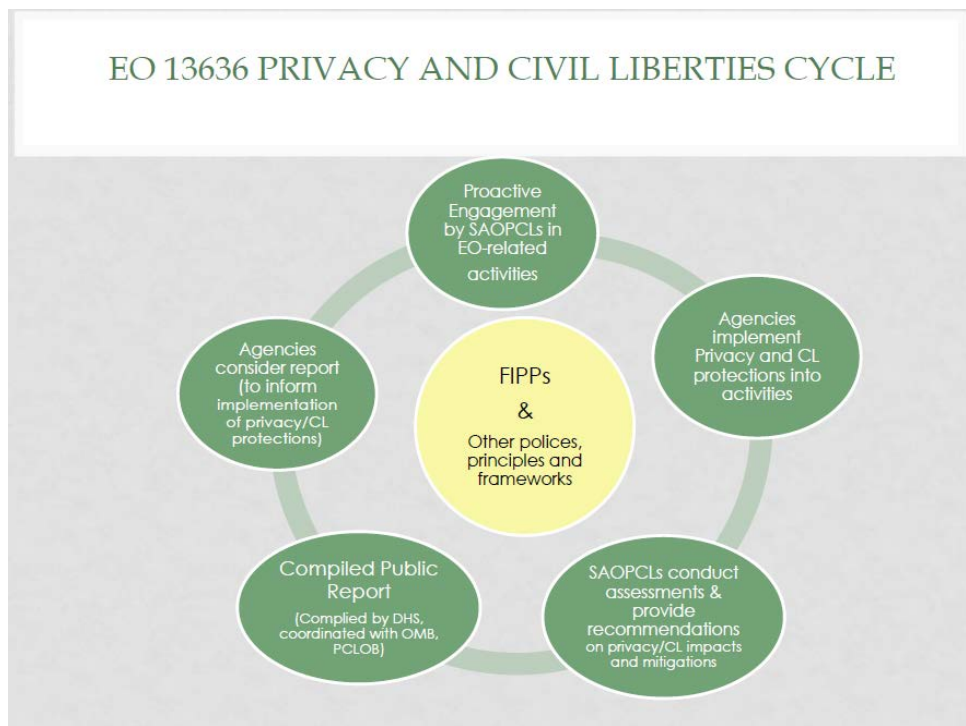 EO 13636 PRIVACY AND CIVIL LIBERTIES CYCLE
Proactive
Engagement
by SAOPCLs in
EO-related
activities
Agencies
implement
Privacy and CL
protections into
activities
SAOPCLs conduct
assessments &
provide
recommendations
on privacy/CL impacts
and mitigations
Compiled Public
Report
(Complied by DHS,
coordinated with OMB,
PCLOB)
Agencies
consider report
(to inform
implementation
of privacy/CL
protections)
FIPPs
&
Other polices,
principles and
frameworks